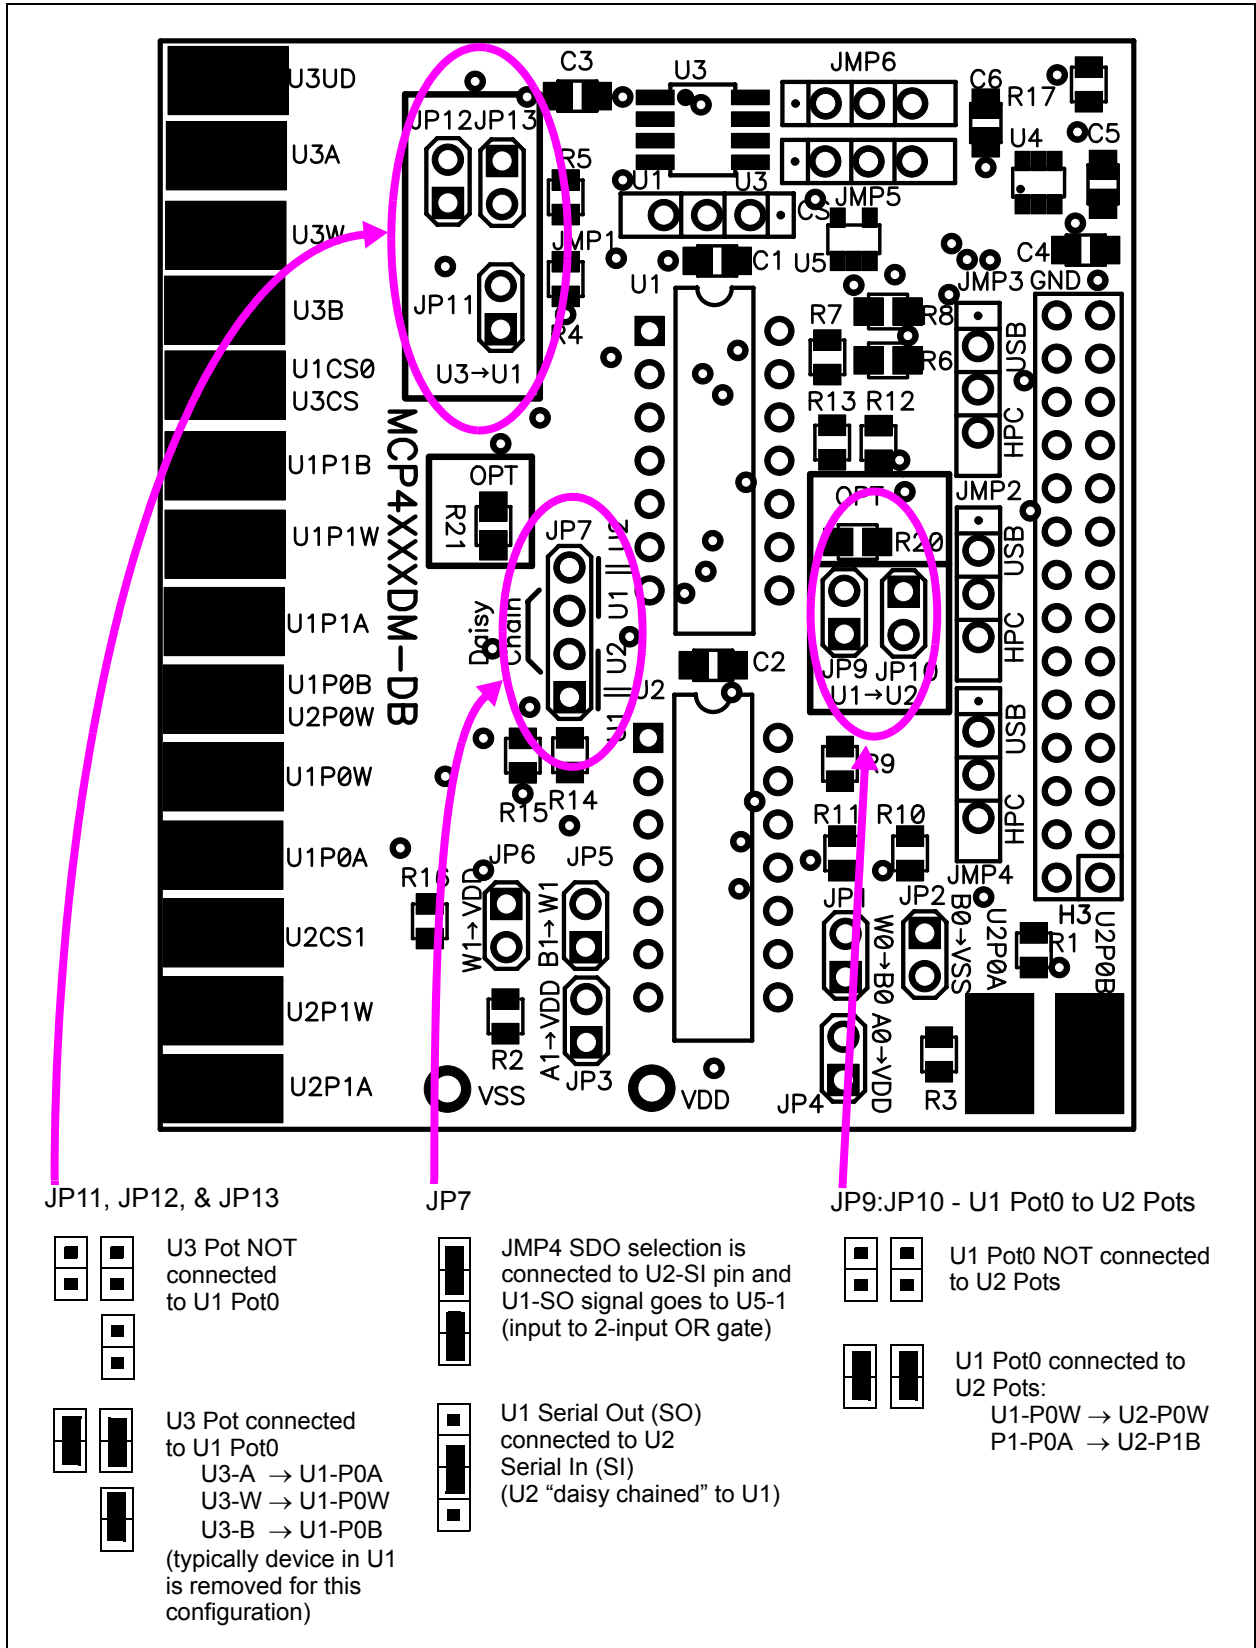 U3UD
U3A
U3W
U3B
U1CS0
U3CS
U1P1B
U1P1W
U1P1A
U1P0B
U2P0W
U1P0W
U1P0A
U2CS1
U2P1W
U2P1A
MCP4XXXDM-DB
JP12 JP13
JP11
U3→U1
C3
R5
JMP1
R4
U3
U1
U3
CS
JMP6
JMP5
C6
R17
U4
C5
C4
U5
C1
U1
R7
R8
R6
R13
R12
JMP3
GND
USB
HPC
OPT
R21
JP7
Daisy
Chain
U1
U2
U2
U1
OPT
R20
JP9
JP10
U1→U2
JMP2
USB
HPC
C2
U2
R15
R14
R9
R11
R10
USB
HPC
JMP4
R16
JP6
JP5
W1→VDD
B1→W1
R2
A1→VDD
JP3
VSS
VDD
JP1
JP2
W0→B0
A0→VDD
B0→VSS
JP4
R3
U2P0A
H3
R1
U2P0B
JP11, JP12, & JP13
U3 Pot NOT
connected
to U1 Pot0
U3 Pot connected
to U1 Pot0
U3-A → U1-P0A
U3-W → U1-P0W
U3-B → U1-P0B
(typically device in U1
is removed for this
configuration)
JP7
JMP4 SDO selection is
connected to U2-SI pin and
U1-SO signal goes to U5-1
(input to 2-input OR gate)
U1 Serial Out (SO)
connected to U2
Serial In (SI)
(U2 “daisy chained” to U1)
JP9:JP10 - U1 Pot0 to U2 Pots
U1 Pot0 NOT connected
to U2 Pots
U1 Pot0 connected to
U2 Pots:
U1-P0W → U2-P0W
P1-P0A → U2-P1B